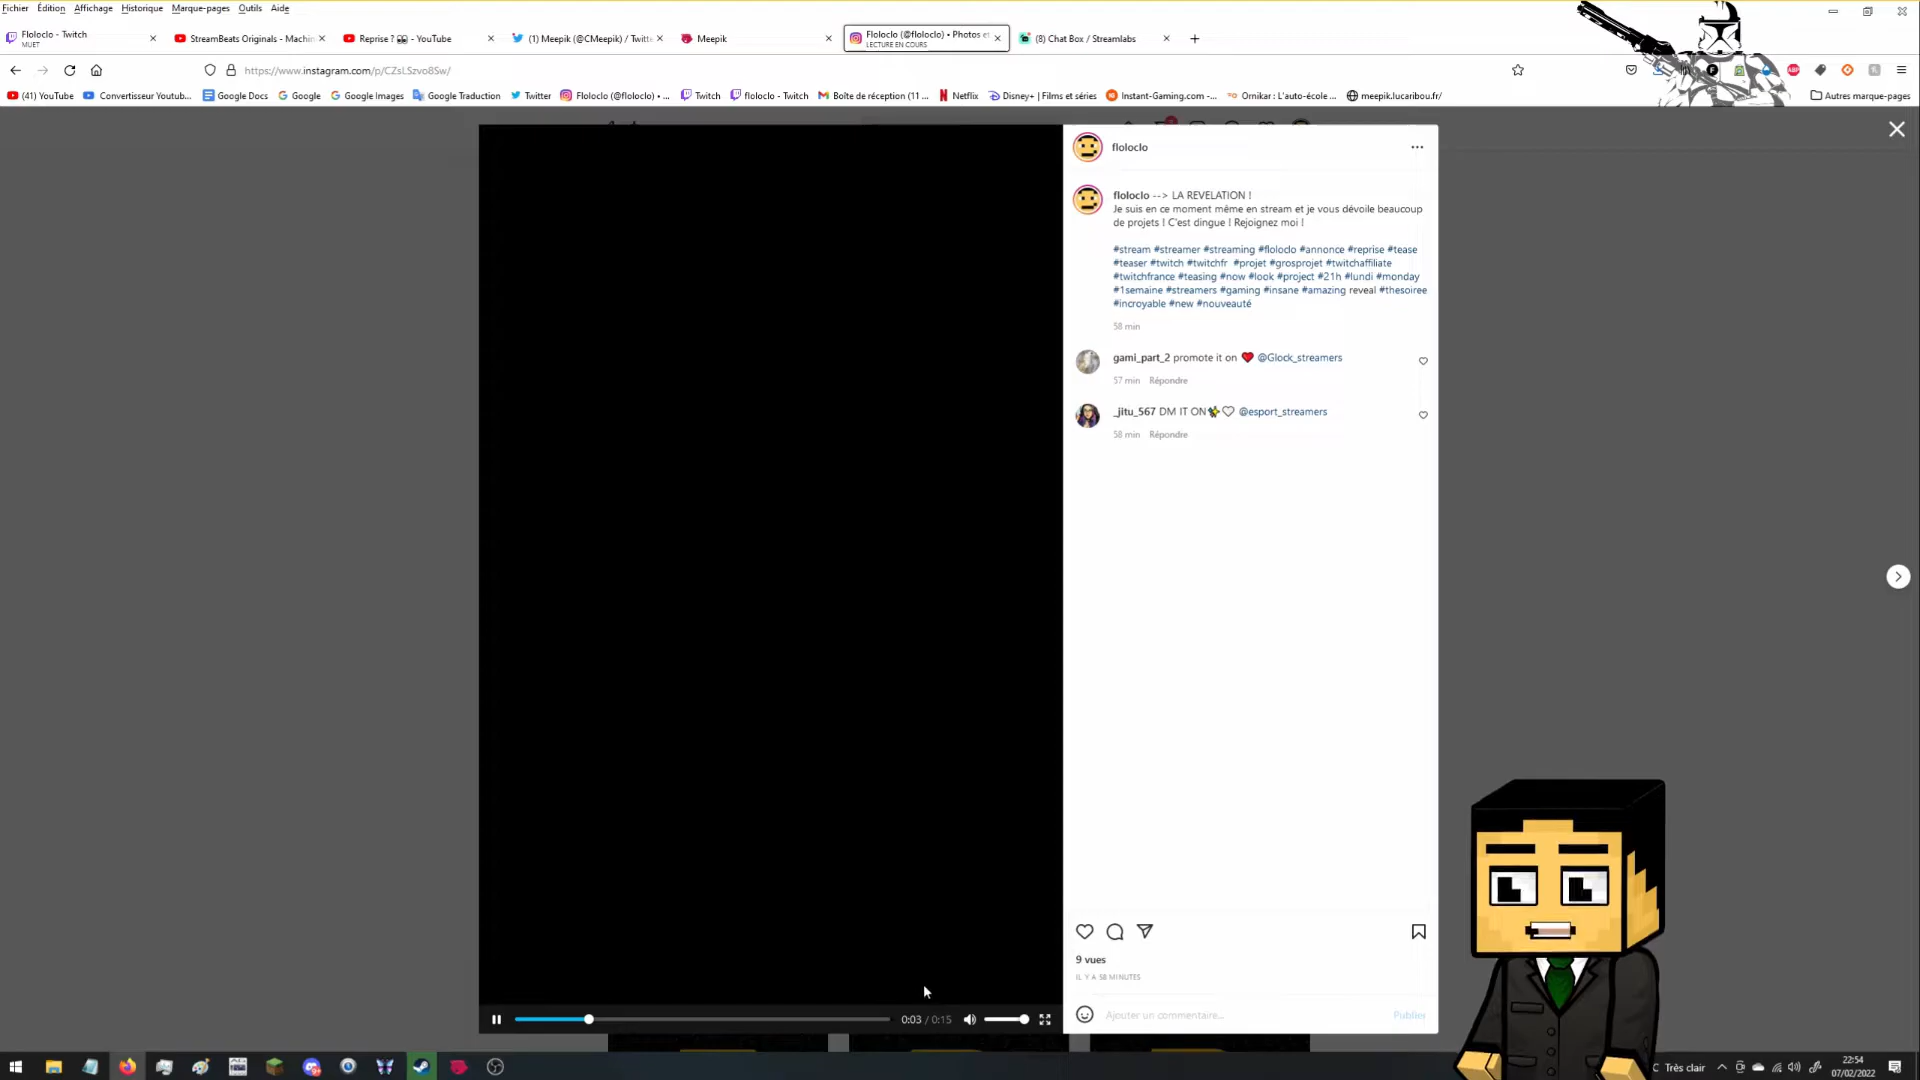 Fichier Édition Affichage Historique Marque-pages Outils Aide
Floloclo - Twitch
MUET
StreamBeats Originals - Machin
Reprise ? 👀 - YouTube
(1) Meepik (@CMeepik) / Twitte
Meepik
Floloclo (@floloclo) • Photos et
LECTURE EN COURS
(8) Chat Box / Streamlabs
https://www.instagram.com/p/CZsLSzvo8Sw/
(41) YouTube Convertisseur Youtub... Google Docs Google Google Images Google Traduction Twitter Floloclo (@floloclo) • ... Twitch floloclo - Twitch Boîte de réception (11 ... Netflix Disney+ | Films et séries Instant-Gaming.com -... Ornikar : L'auto-école ... meepik.lucaribou.fr/ Autres marque-pages
floloclo
floloclo --> LA REVELATION !
Je suis en ce moment même en stream et je vous dévoile beaucoup
de projets ! C'est dingue ! Rejoignez moi !
#stream #streamer #streaming #floloclo #annonce #reprise #tease
#teaser #twitch #twitchfr #projet #grosprojet #twitchaffiliate
#twitchfrance #teasing #now #look #project #21h #lundi #monday
#1semaine #streamers #gaming #insane #amazing reveal #thesoiree
#incroyable #new #nouveauté
58 min
gami_part_2 promote it on ❤️ @Glock_streamers
57 min Répondre
_jitu_567 DM IT ON✨🤍 @esport_streamers
58 min Répondre
9 vues
IL Y A 58 MINUTES
0:03 / 0:15
Ajouter un commentaire...
Publier
C Très clair
22:54
07/02/2022